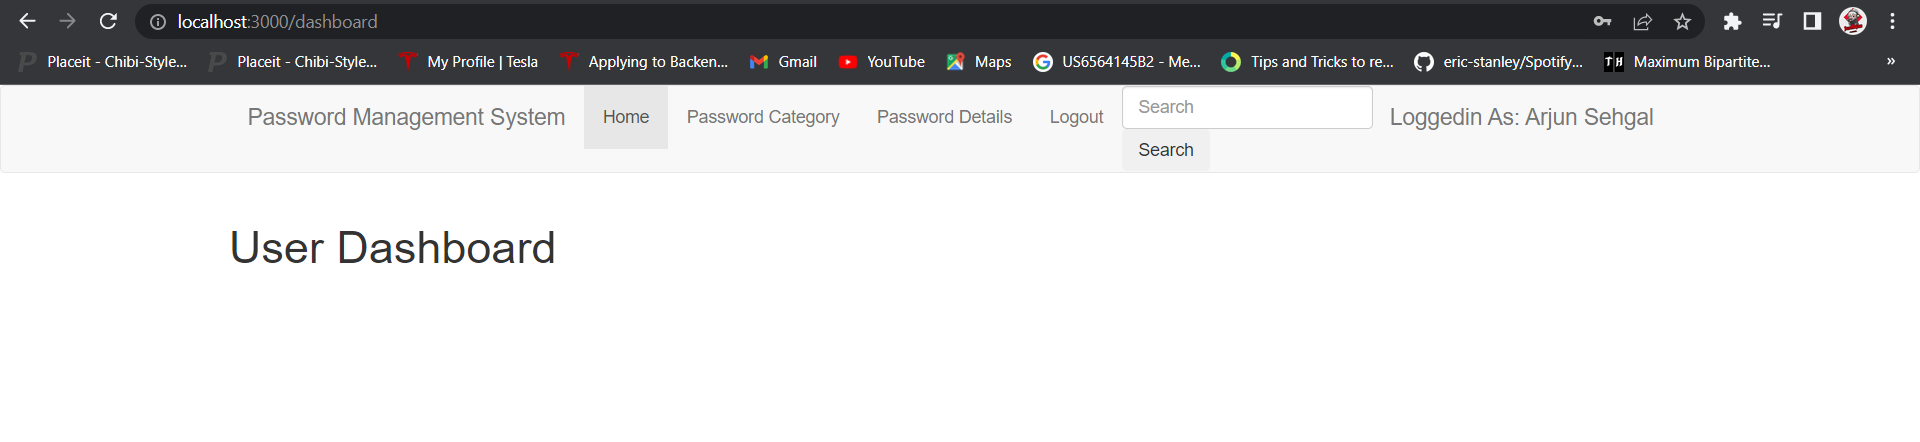 localhost:3000/dashboard
Placeit - Chibi-Style... Placeit - Chibi-Style... My Profile | Tesla Applying to Backen... Gmail YouTube Maps US6564145B2 - Me... Tips and Tricks to re... eric-stanley/Spotify... Maximum Bipartite... »
Password Management System Home Password Category Password Details Logout Search Loggedin As: Arjun Sehgal
Search
User Dashboard